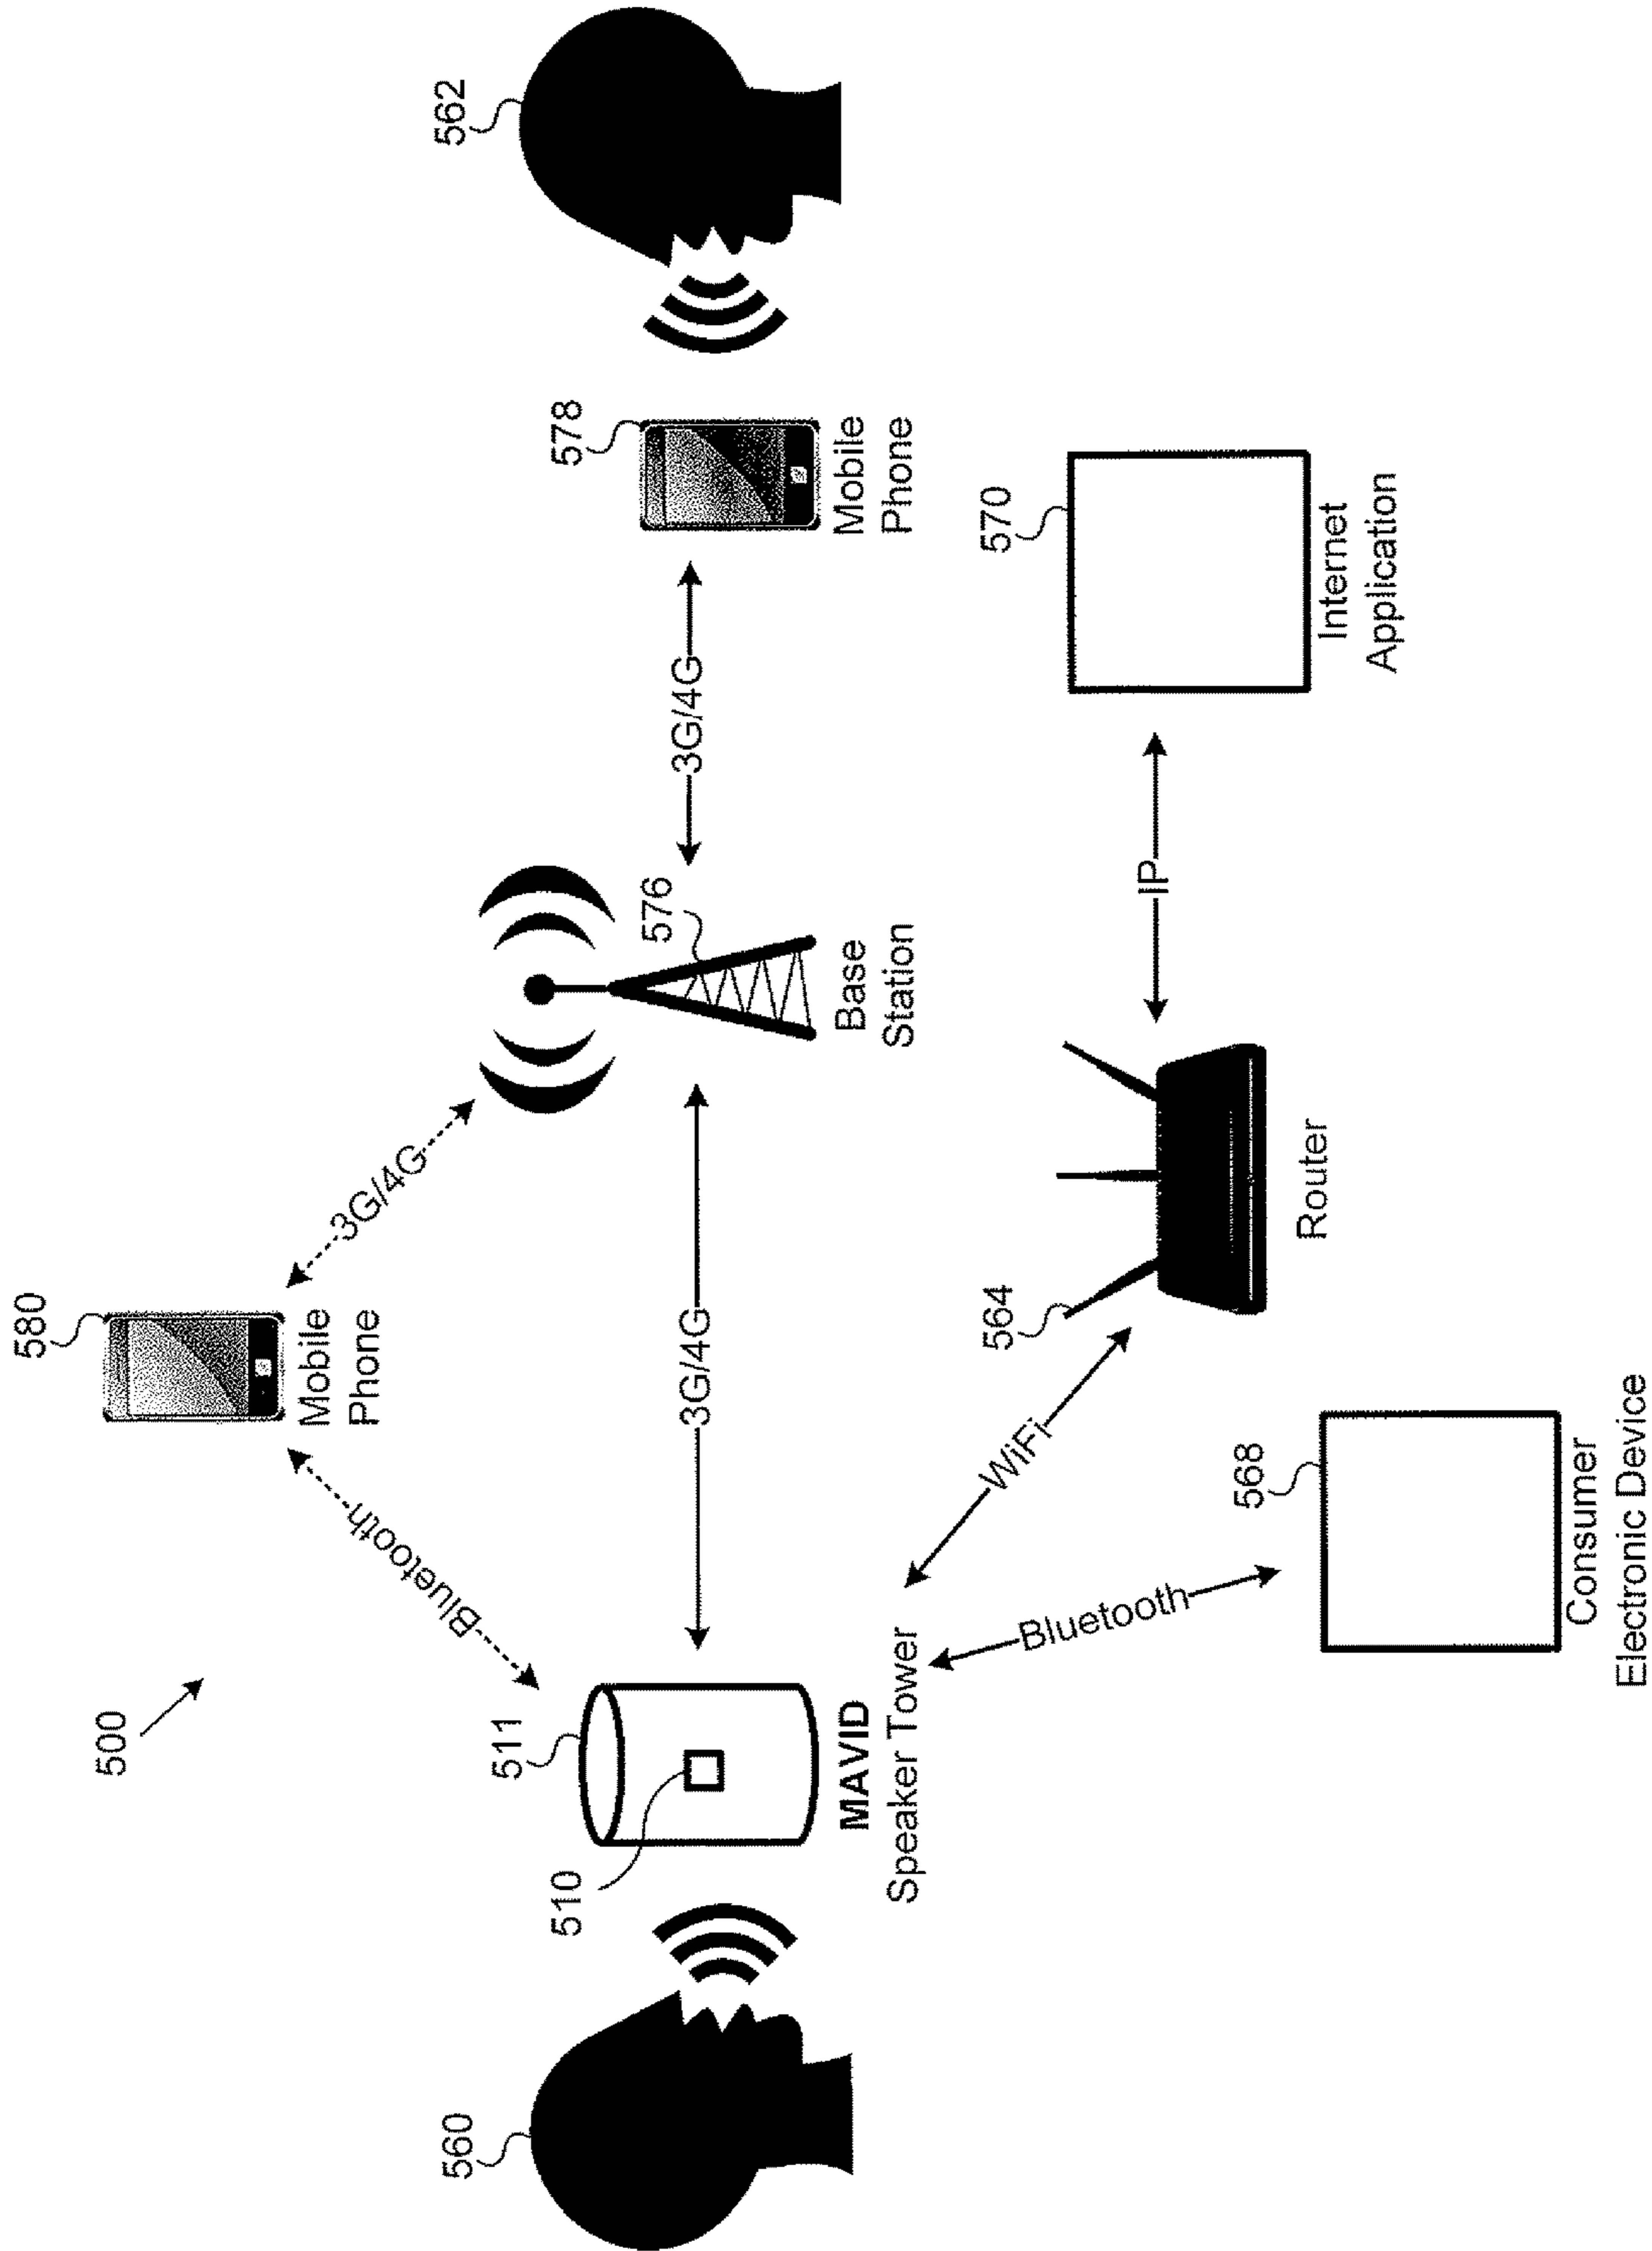 500
580
Mobile
Phone
Bluetooth
3G/4G
560
510
511
MAVID
Speaker Tower
3G/4G
576
Base
Station
3G/4G
578
Mobile
Phone
562
WiFi
564
Router
IP
570
Internet
Application
Bluetooth
568
Consumer
Electronic Device